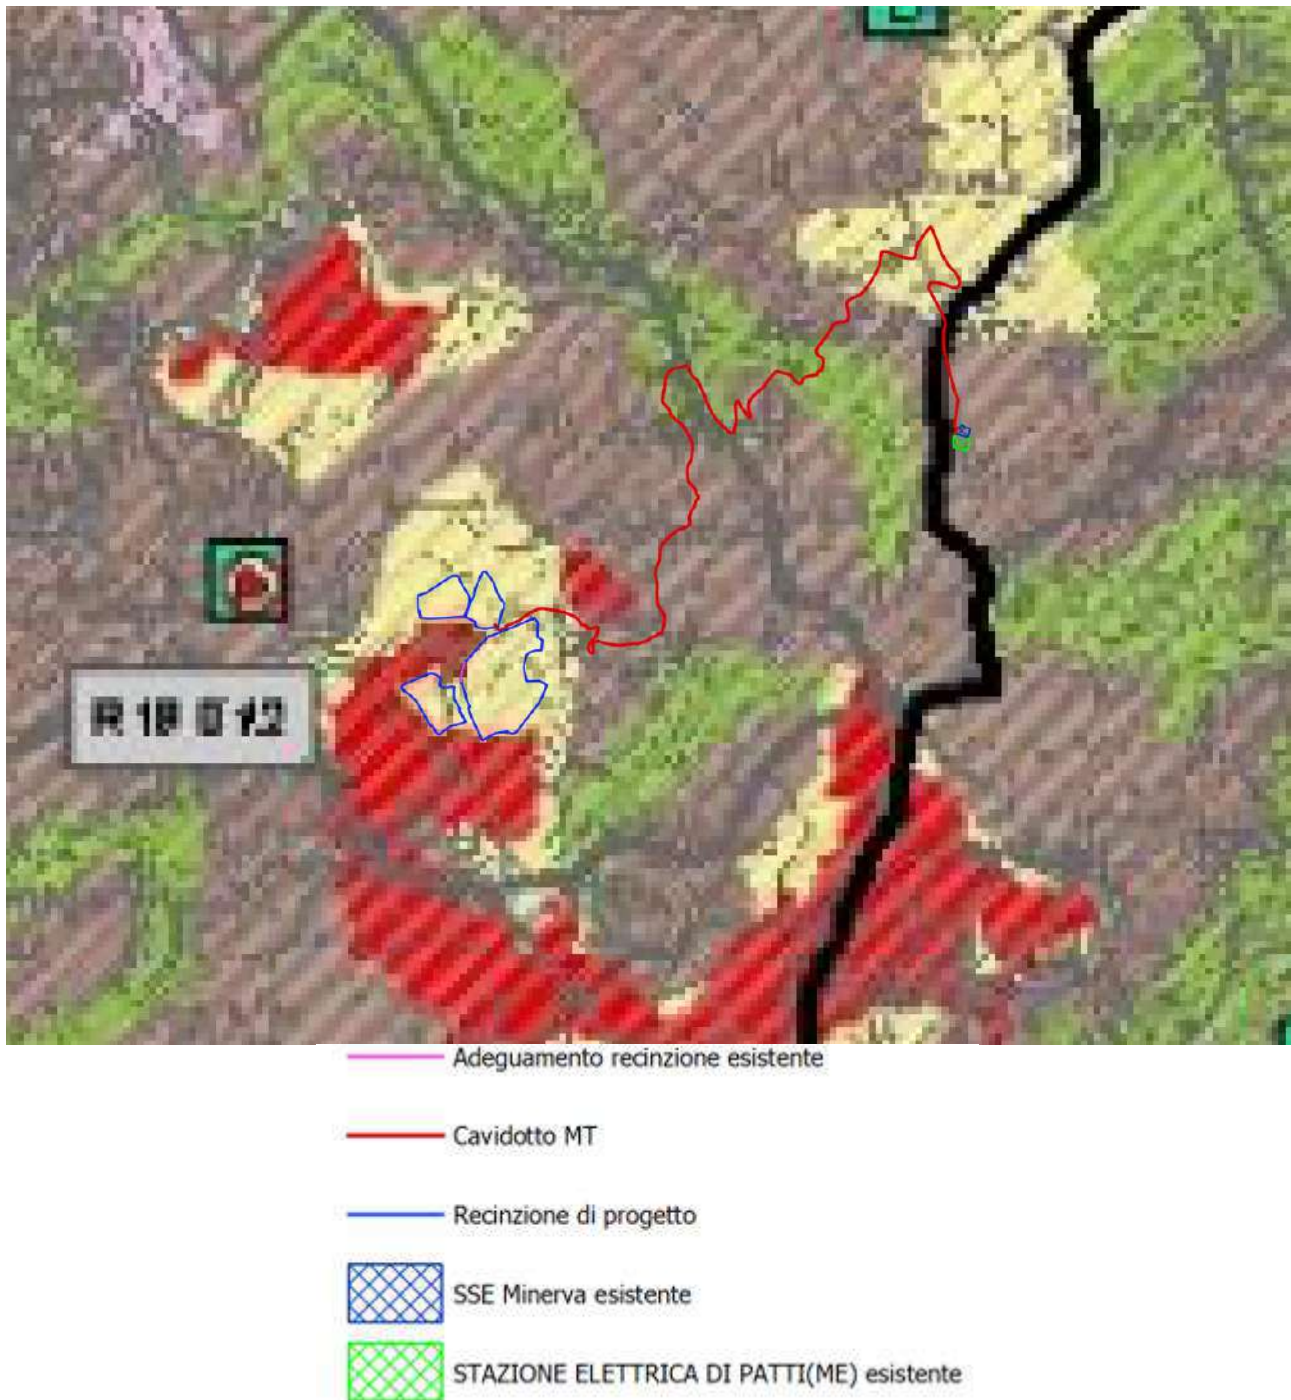 Adeguamento recinzione esistente
Cavidotto MT
Recinzione di progetto
SSE Minerva esistente
STAZIONE ELETTRICA DI PATTI(ME) esistente